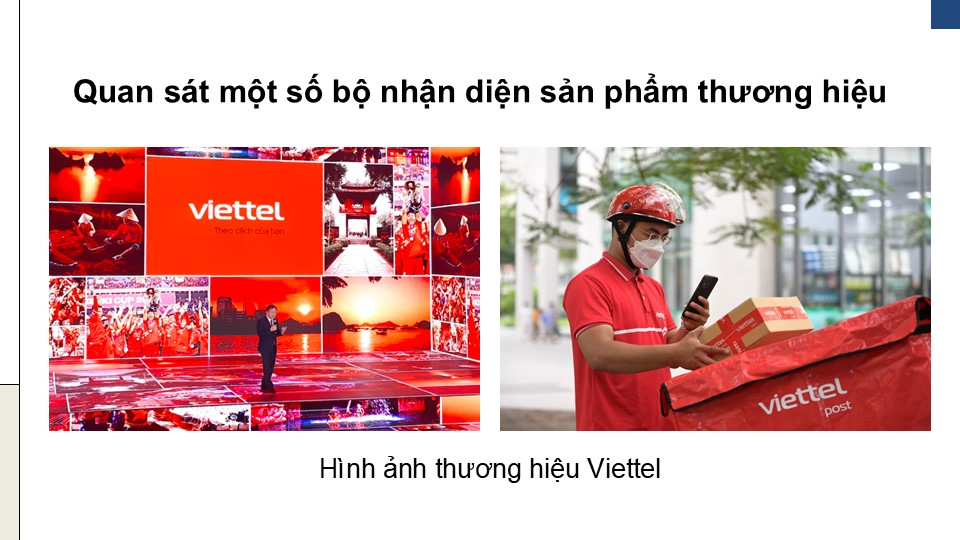 Quan sát một số bộ nhận diện sản phẩm thương hiệu
viettel
Theo cách của bạn
viettel
post
Hình ảnh thương hiệu Viettel